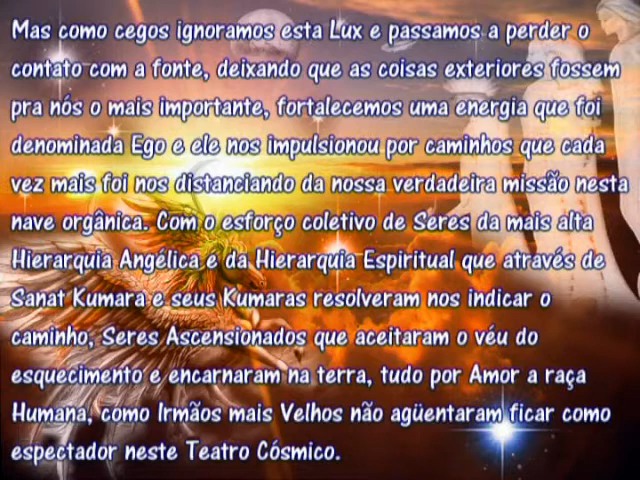 Mas como cegos ignoramos esta Lux e passamos a perder o
contato com a fonte, deixando que as coisas exteriores fossem
pra nós o mais importante, fortalecemos uma energia que foi
denominada Ego e ele nos impulsionou por caminhos que cada
vez mais foi nos distanciando da nossa verdadeira missão nesta
nave orgânica. Com o esforço coletivo de Seres da mais alta
Hierarquia Angélica e da Hierarquia Espiritual que através de
Sanat Kumara e seus Kumaras resolveram nos indicar o
caminho, Seres Ascensionados que aceitaram o véu do
esquecimento e encarnaram na terra, tudo por Amor a raça
Humana, como Irmãos mais Velhos não agüentaram ficar como
espectador neste Teatro Cósmico.